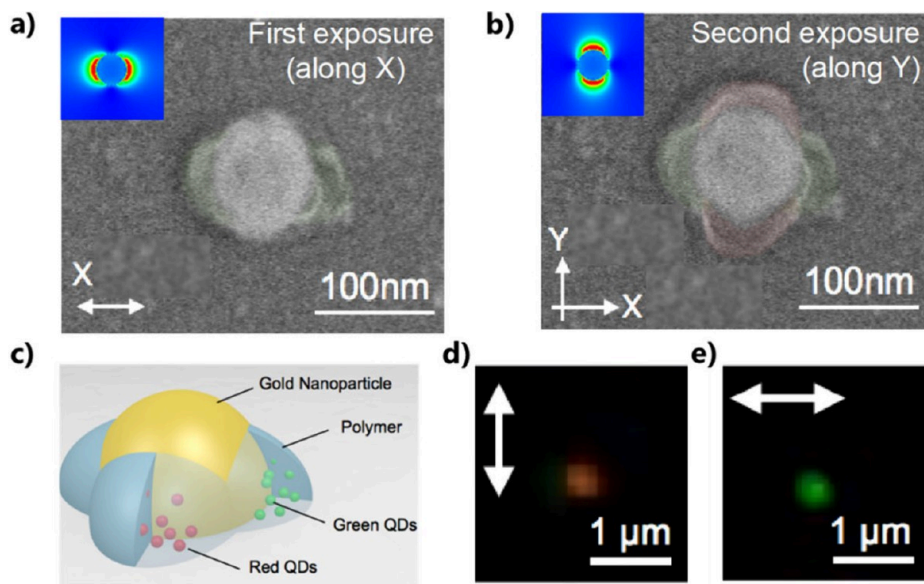 a)
First exposure
(along X)
X
100nm
b)
Second exposure
(along Y)
Y
X
100nm
c)
Gold Nanoparticle
Polymer
Green QDs
Red QDs
d)
1 µm
e)
1 µm